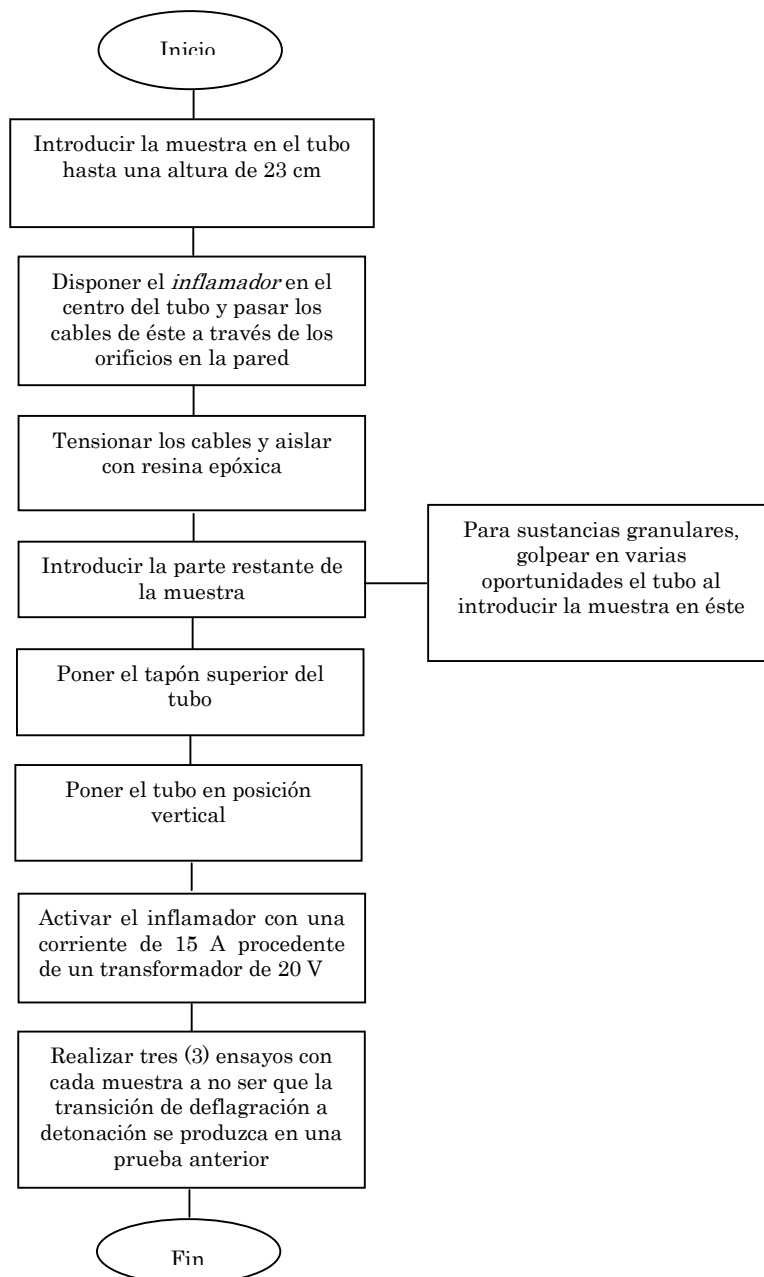 Inicio
Introducir la muestra en el tubo
hasta una altura de 23 cm
Disponer el inflamador en el
centro del tubo y pasar los
cables de éste a través de los
orificios en la pared
Tensionar los cables y aislar
con resina epóxica
Introducir la parte restante de
la muestra
Para sustancias granulares,
golpear en varias
oportunidades el tubo al
introducir la muestra en éste
Poner el tapón superior del
tubo
Poner el tubo en posición
vertical
Activar el inflamador con una
corriente de 15 A procedente
de un transformador de 20 V
Realizar tres (3) ensayos con
cada muestra a no ser que la
transición de deflagración a
detonación se produzca en una
prueba anterior
Fin